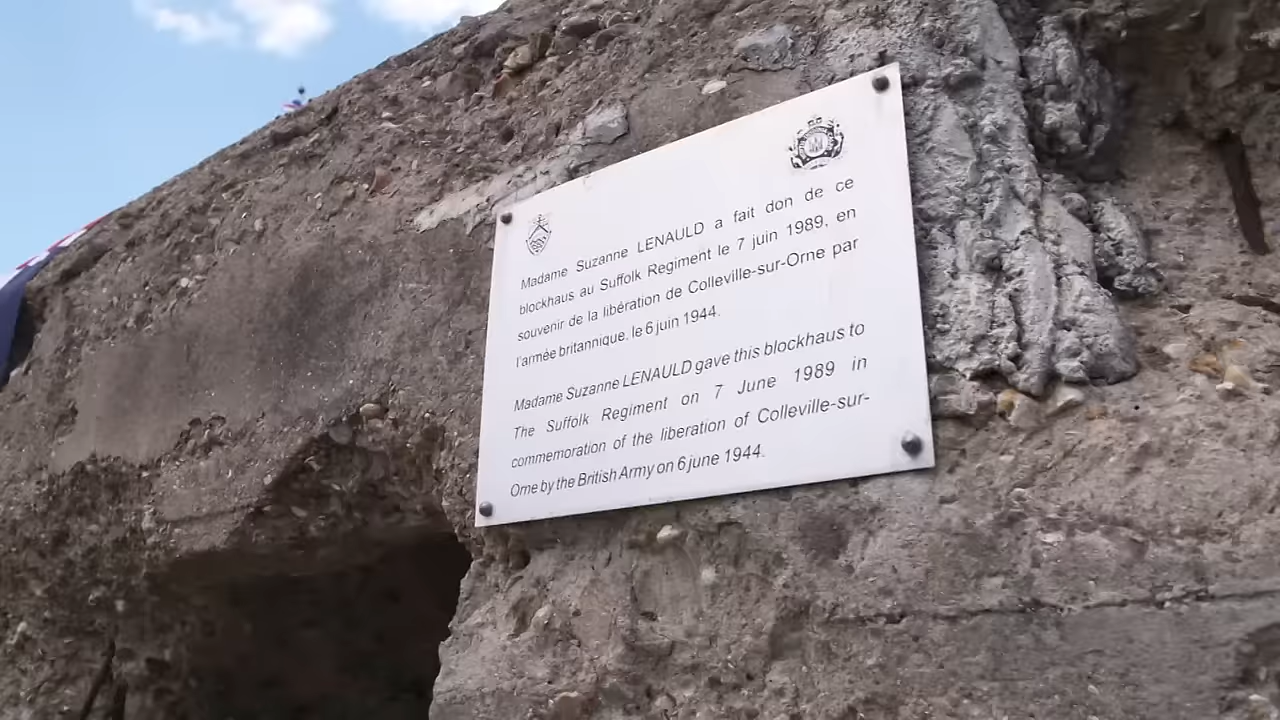 Madame Suzanne LENAULD a fait don de ce
blockhaus au Suffolk Regiment le 7 juin 1989, en
souvenir de la libération de Colleville-sur-Orne par
l'armée britannique, le 6 juin 1944.
Madame Suzanne LENAULD gave this blockhaus to
The Suffolk Regiment on 7 June 1989 in
commemoration of the liberation of Colleville-sur-
Orne by the British Army on 6 june 1944.